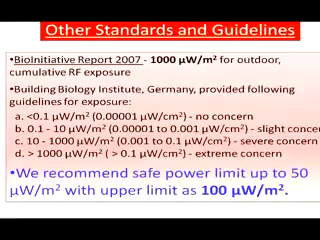 Other Standards and Guidelines
•BioInitiative Report 2007 - 1000 µW/m² for outdoor,
cumulative RF exposure
•Building Biology Institute, Germany, provided following
guidelines for exposure:
a. <0.1 µW/m² (0.00001 µW/cm²) - no concern
b. 0.1 - 10 µW/m² (0.00001 to 0.001 µW/cm²) - slight concer
c. 10 - 1000 µW/m² (0.001 to 0.1 µW/cm²) - severe concern
d. > 1000 µW/m² ( > 0.1 µW/cm²) - extreme concern
•We recommend safe power limit up to 50
µW/m² with upper limit as 100 µW/m².